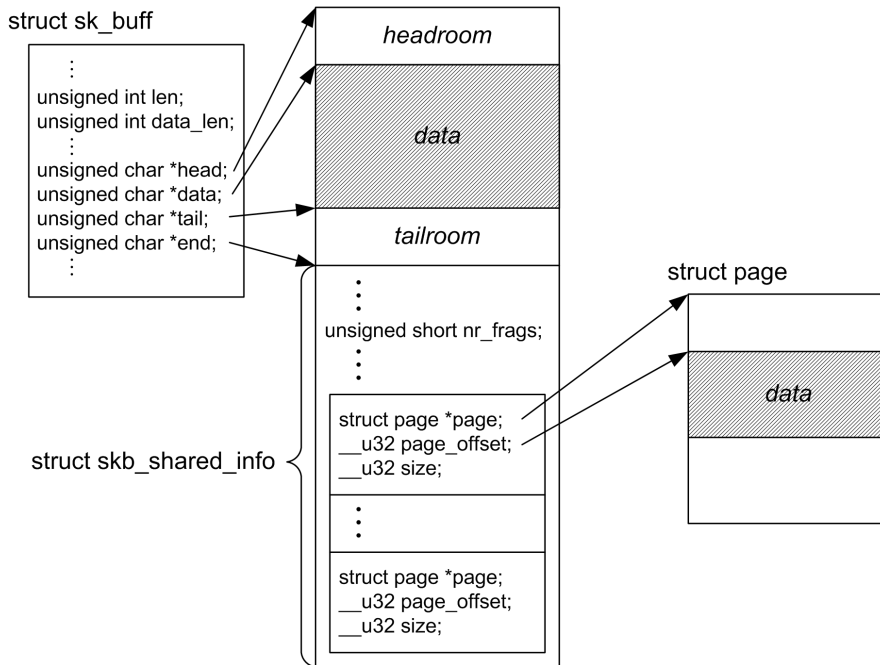 struct sk_buff
unsigned int len;
unsigned int data_len;
unsigned char *head;
unsigned char *data;
unsigned char *tail;
unsigned char *end;
headroom
data
tailroom
unsigned short nr_frags;
struct skb_shared_info
struct page *page;
__u32 page_offset;
__u32 size;
struct page *page;
__u32 page_offset;
__u32 size;
struct page
data